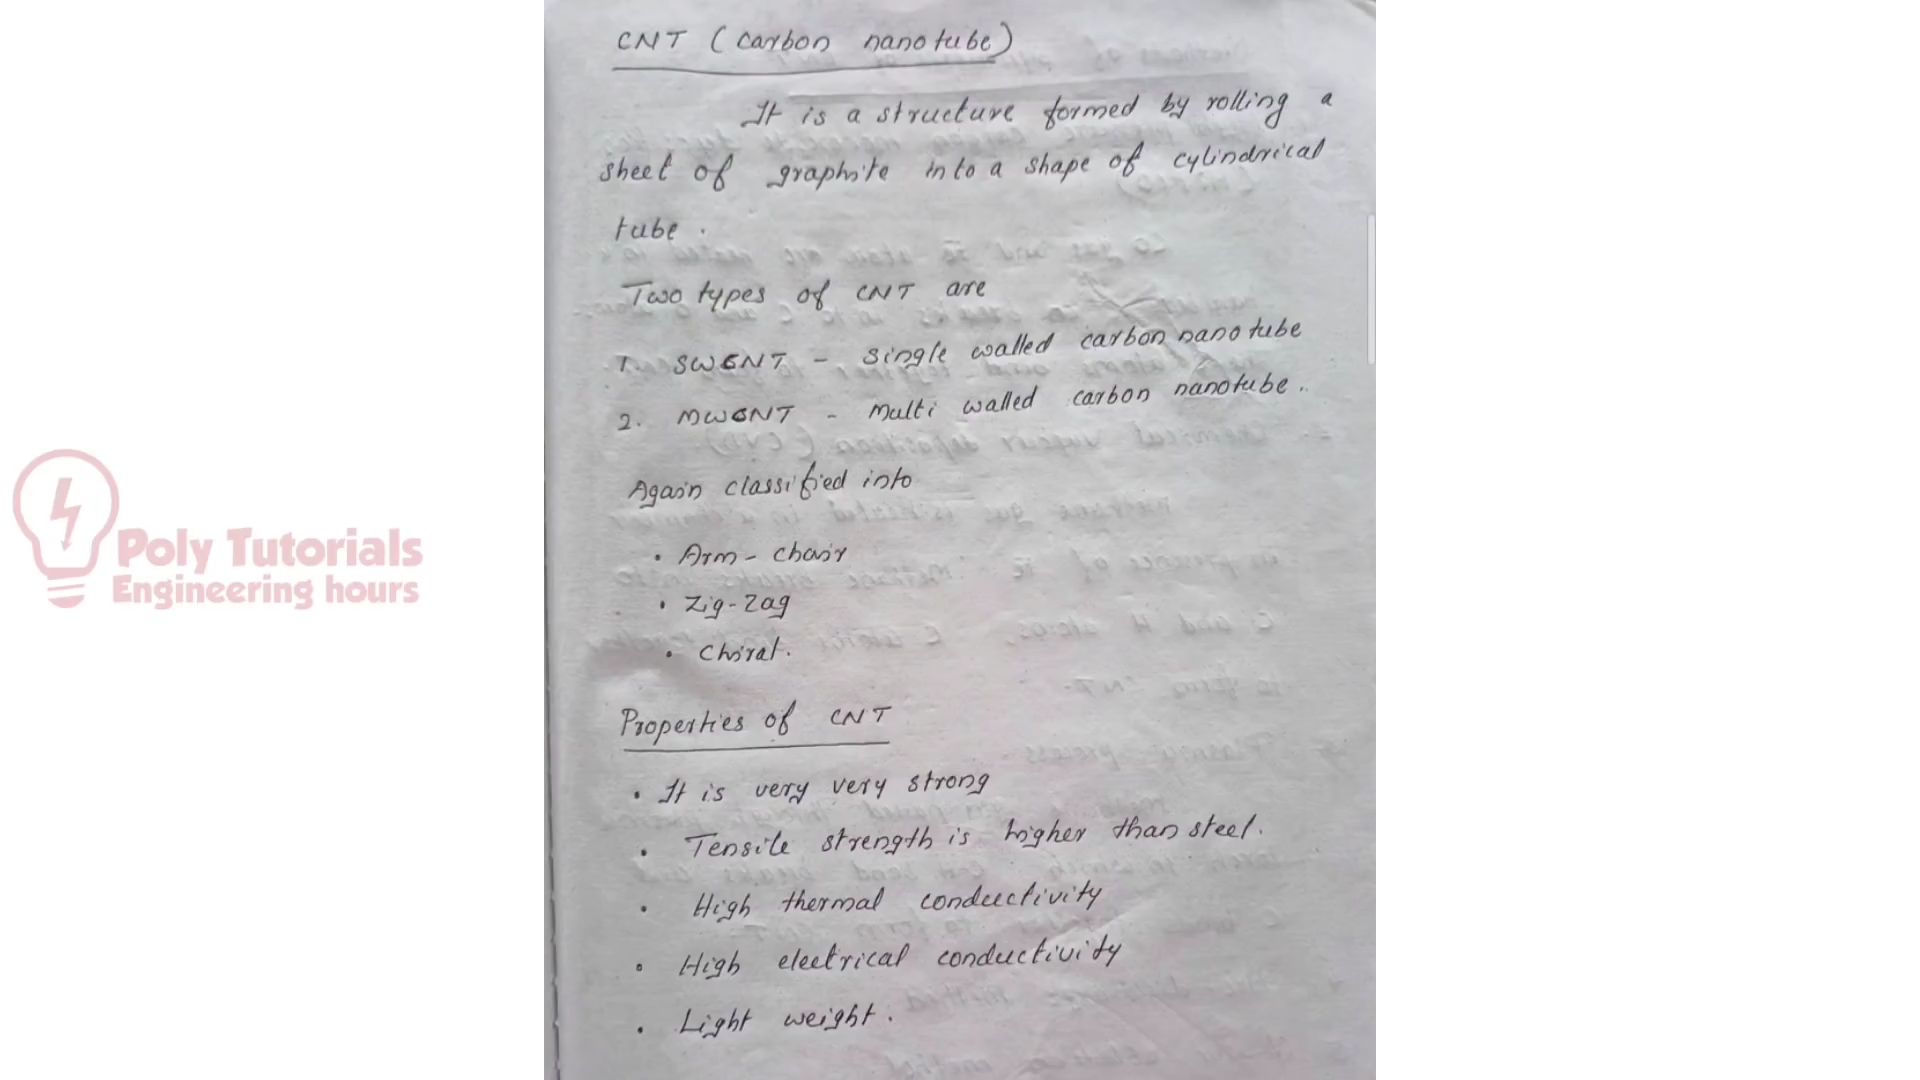 CNT (carbon nanotube)
It is a structure formed by rolling a
sheet of graphite into a shape of cylindrical
tube.
Two types of CNT are
1. SWCNT - single walled carbon nanotube
2. MWCNT - Multi walled carbon nanotube.
Again classified into
• Arm-chair
• Zig-Zag
• Chiral.
Poly Tutorials
Engineering hours
Properties of CNT
• It is very very strong
• Tensile strength is higher than steel.
• High thermal conductivity
• High electrical conductivity
• Light weight.